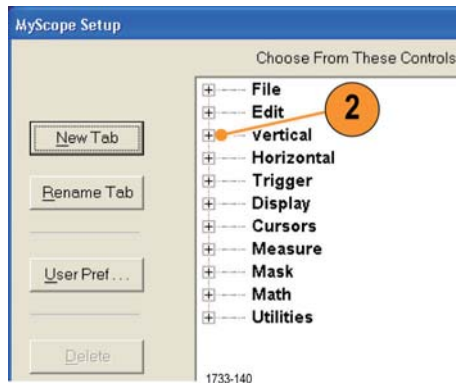 MyScope Setup
Choose From These Controls
New Tab
Rename Tab
User Pref...
Delete
File
Edit
Vertical
Horizontal
Trigger
Display
Cursors
Measure
Mask
Math
Utilities
2
1733-140